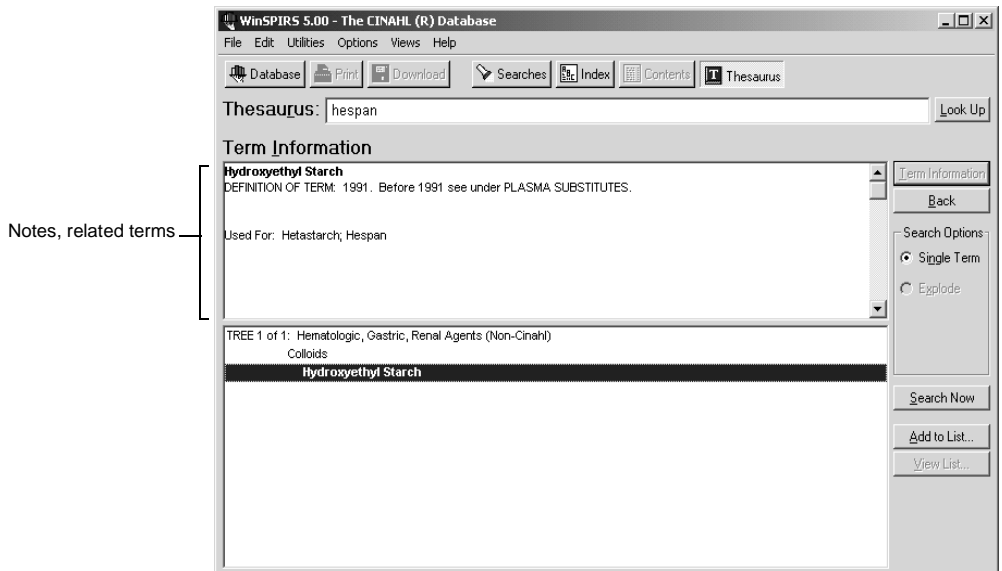 WinSPIRS 5.00 - The CINAHL (R) Database
File Edit Utilities Options Views Help
Database Print Download Searches Index Contents Thesaurus
Thesaurus: hespan Look Up
Term Information
Hydroxyethyl Starch
DEFINITION OF TERM: 1991. Before 1991 see under PLASMA SUBSTITUTES.
Used For: Hetastarch; Hespan
Notes, related terms
Term Information
Back
Search Options
Single Term
Explode
TREE 1 of 1: Hematologic, Gastric, Renal Agents (Non-Cinahl)
Colloids
Hydroxyethyl Starch
Search Now
Add to List...
View List...